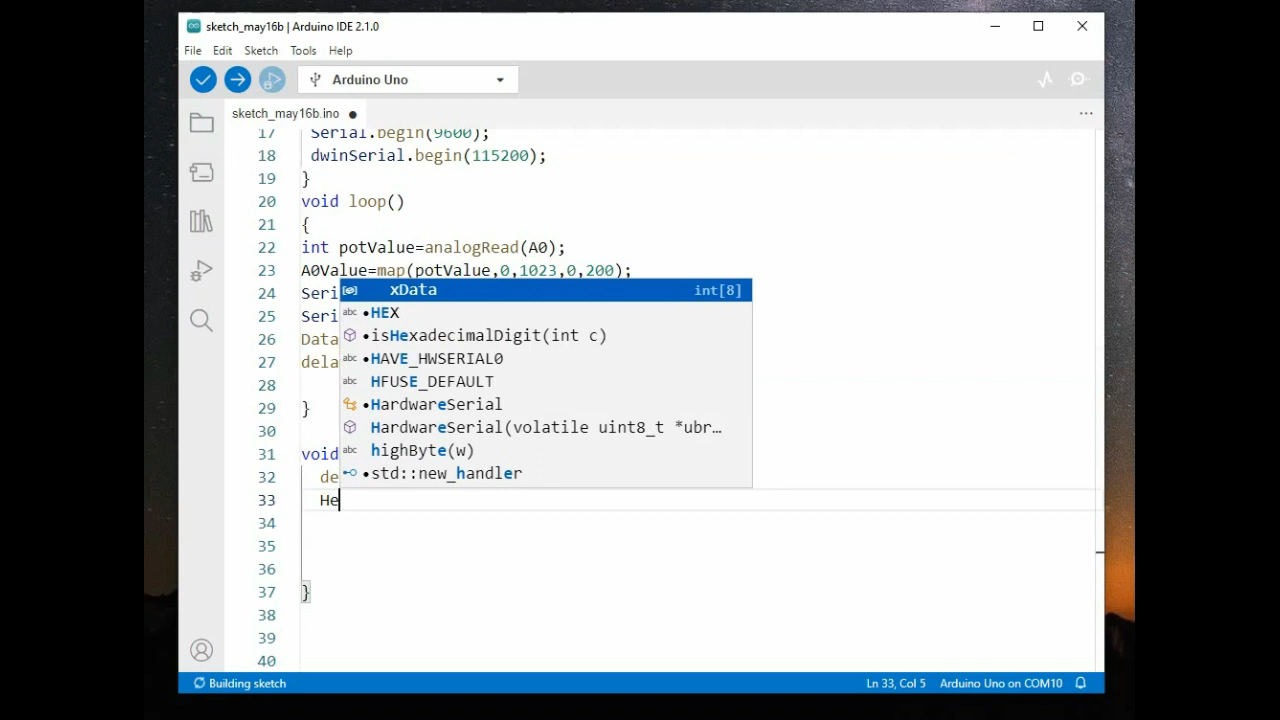 sketch_may16b | Arduino IDE 2.1.0
File Edit Sketch Tools Help
Arduino Uno
sketch_may16b.ino
17 Serial.begin(9600);
18 dwinSerial.begin(115200);
19 }
20 void loop()
21 {
22 int potValue=analogRead(A0);
23 A0Value=map(potValue,0,1023,0,200);
24 Seri xData int[8]
25 Seri abc •HEX
26 Data •isHexadecimalDigit(int c)
27 dela abc •HAVE_HWSERIAL0
28 abc HFUSE_DEFAULT
29 } •HardwareSerial
30 HardwareSerial(volatile uint8_t *ubr…
31 void abc highByte(w)
32 de •std::new_handler
33 He
34
35
36
37 }
38
39
40
Building sketch Ln 33, Col 5 Arduino Uno on COM10